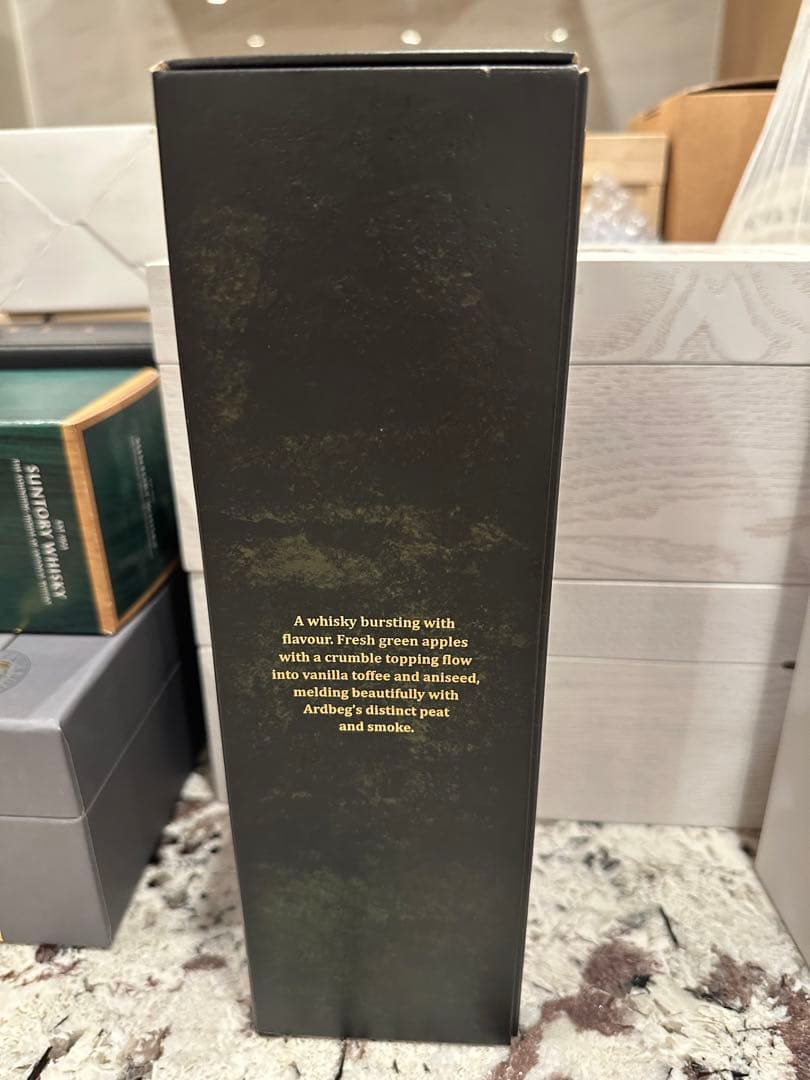 A whisky bursting with
flavour. Fresh green apples
with a crumble topping flow
into vanilla toffee and aniseed,
melding beautifully with
Ardbeg's distinct peat
and smoke.
SUNTORY WHISKY